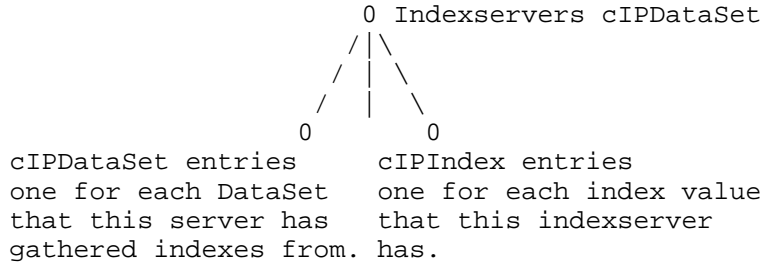 0 Indexservers cIPDataSet
/|\
/ | \
/ | \
0 0
cIPDataSet entries cIPIndex entries
one for each DataSet one for each index value
that this server has that this indexserver
gathered indexes from. has.